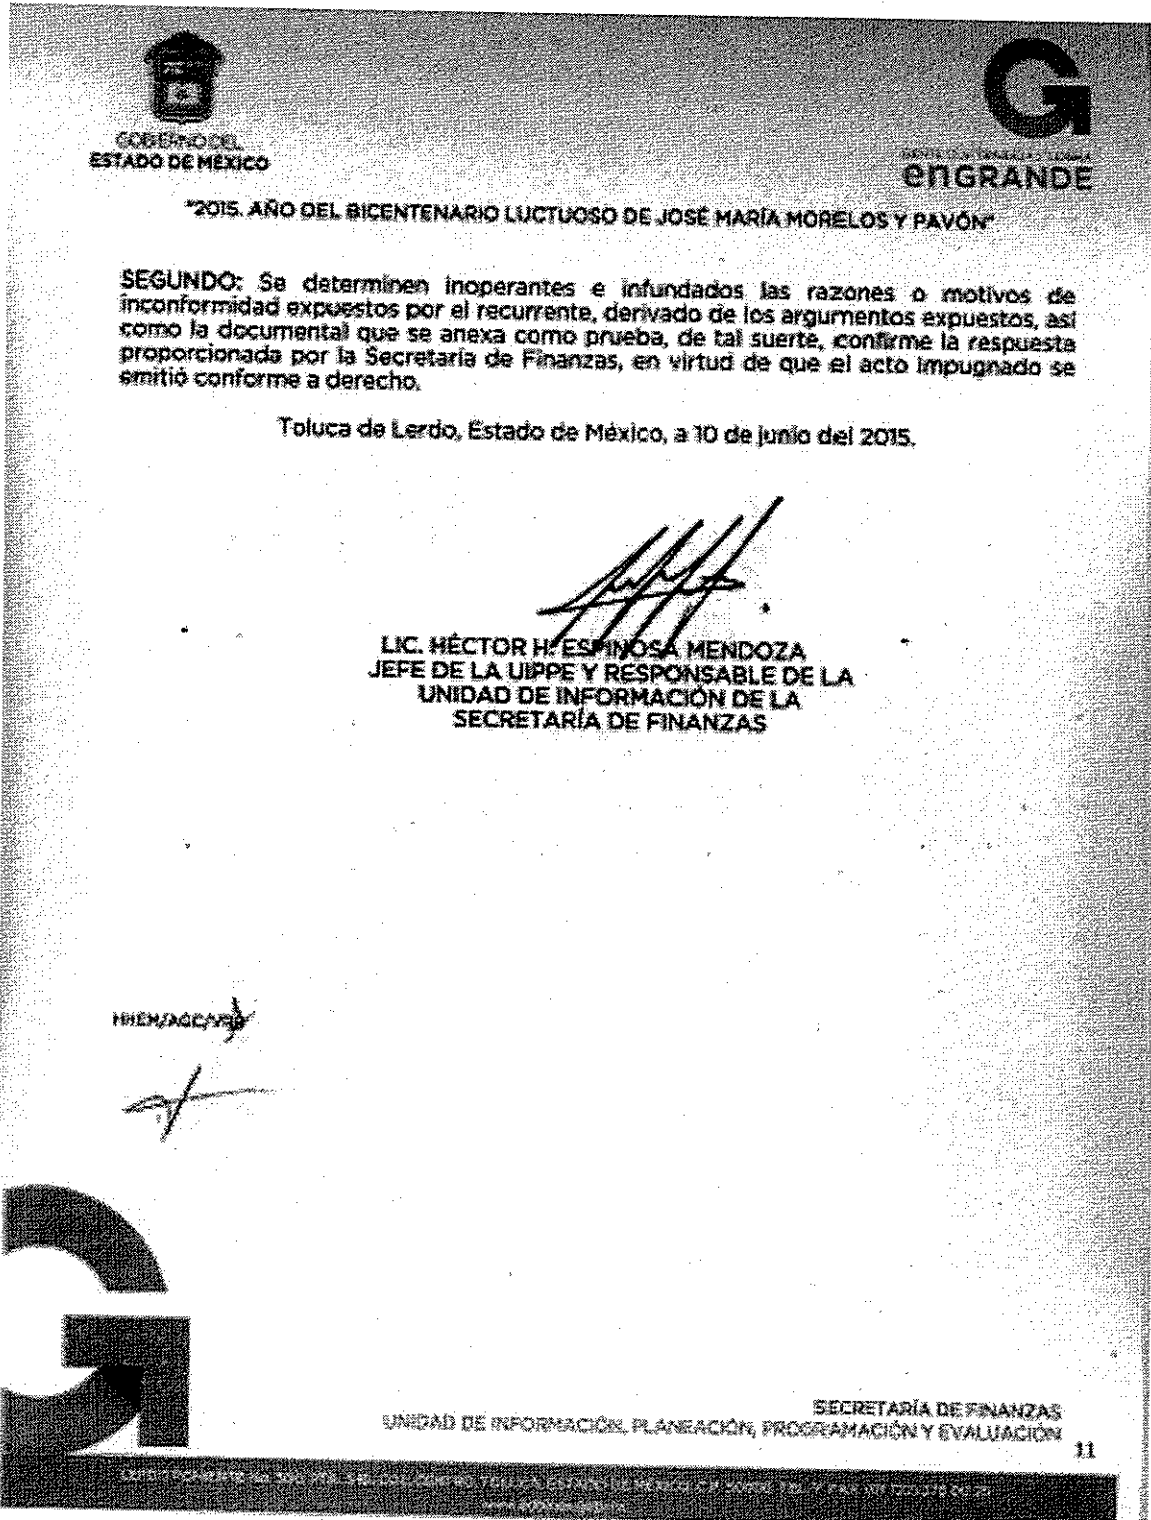 GOBIERNO DEL
ESTADO DE MÉXICO
enGRANDE
"2015. AÑO DEL BICENTENARIO LUCTUOSO DE JOSÉ MARÍA MORELOS Y PAVÓN"
SEGUNDO: Se determinen inoperantes e infundados las razones o motivos de
inconformidad expuestos por el recurrente, derivado de los argumentos expuestos, así
como la documental que se anexa como prueba, de tal suerte, confirme la respuesta
proporcionada por la Secretaría de Finanzas, en virtud de que el acto impugnado se
emitió conforme a derecho.
Toluca de Lerdo, Estado de México, a 10 de junio del 2015.
LIC. HÉCTOR H. ESPINOSA MENDOZA
JEFE DE LA UIPPE Y RESPONSABLE DE LA
UNIDAD DE INFORMACIÓN DE LA
SECRETARÍA DE FINANZAS
HHEM/AGC/
SECRETARÍA DE FINANZAS
UNIDAD DE INFORMACIÓN, PLANEACIÓN, PROGRAMACIÓN Y EVALUACIÓN
11